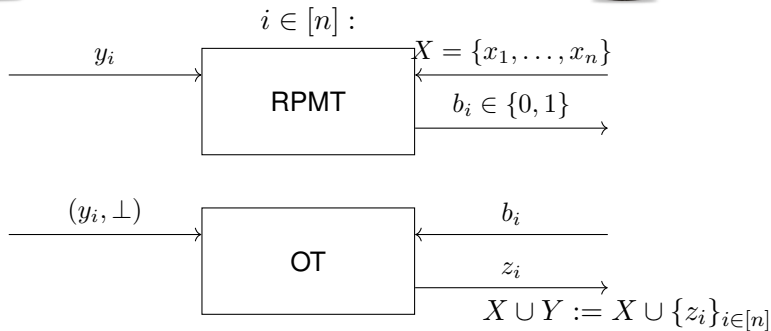 i ∈ [n] :
y_i
X = {x_1, . . . , x_n}
RPMT
b_i ∈ {0, 1}
(y_i, ⊥)
b_i
OT
z_i
X ∪ Y := X ∪ {z_i}_{i∈[n]}